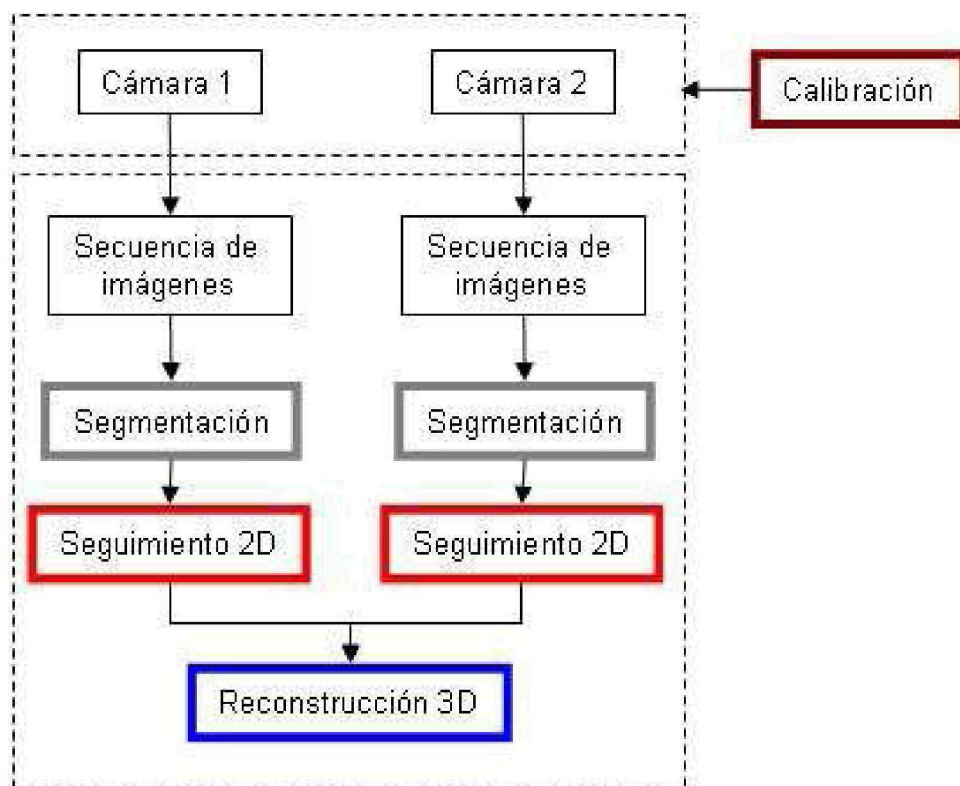 Cámara 1
Cámara 2
Calibración
Secuencia de
imágenes
Secuencia de
imágenes
Segmentación
Segmentación
Seguimiento 2D
Seguimiento 2D
Reconstrucción 3D